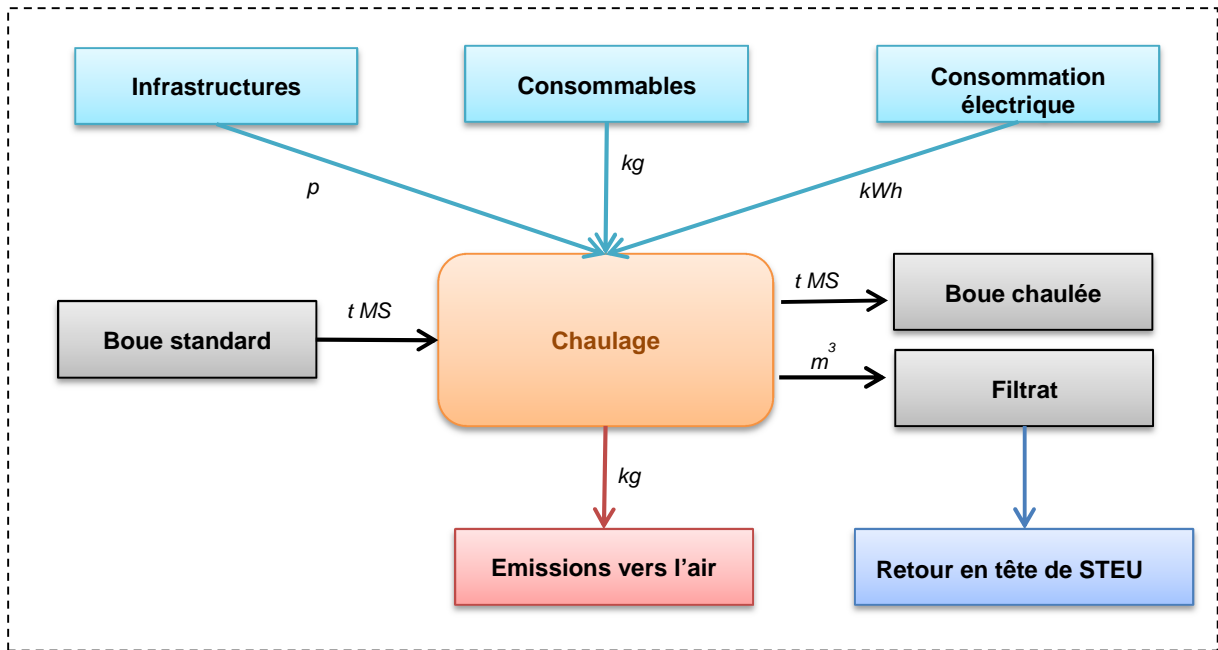 Infrastructures
Consommables
Consommation
électrique
p
kg
kWh
Boue standard
t MS
Chaulage
t MS
Boue chaulée
m³
Filtrat
kg
Emissions vers l’air
Retour en tête de STEU